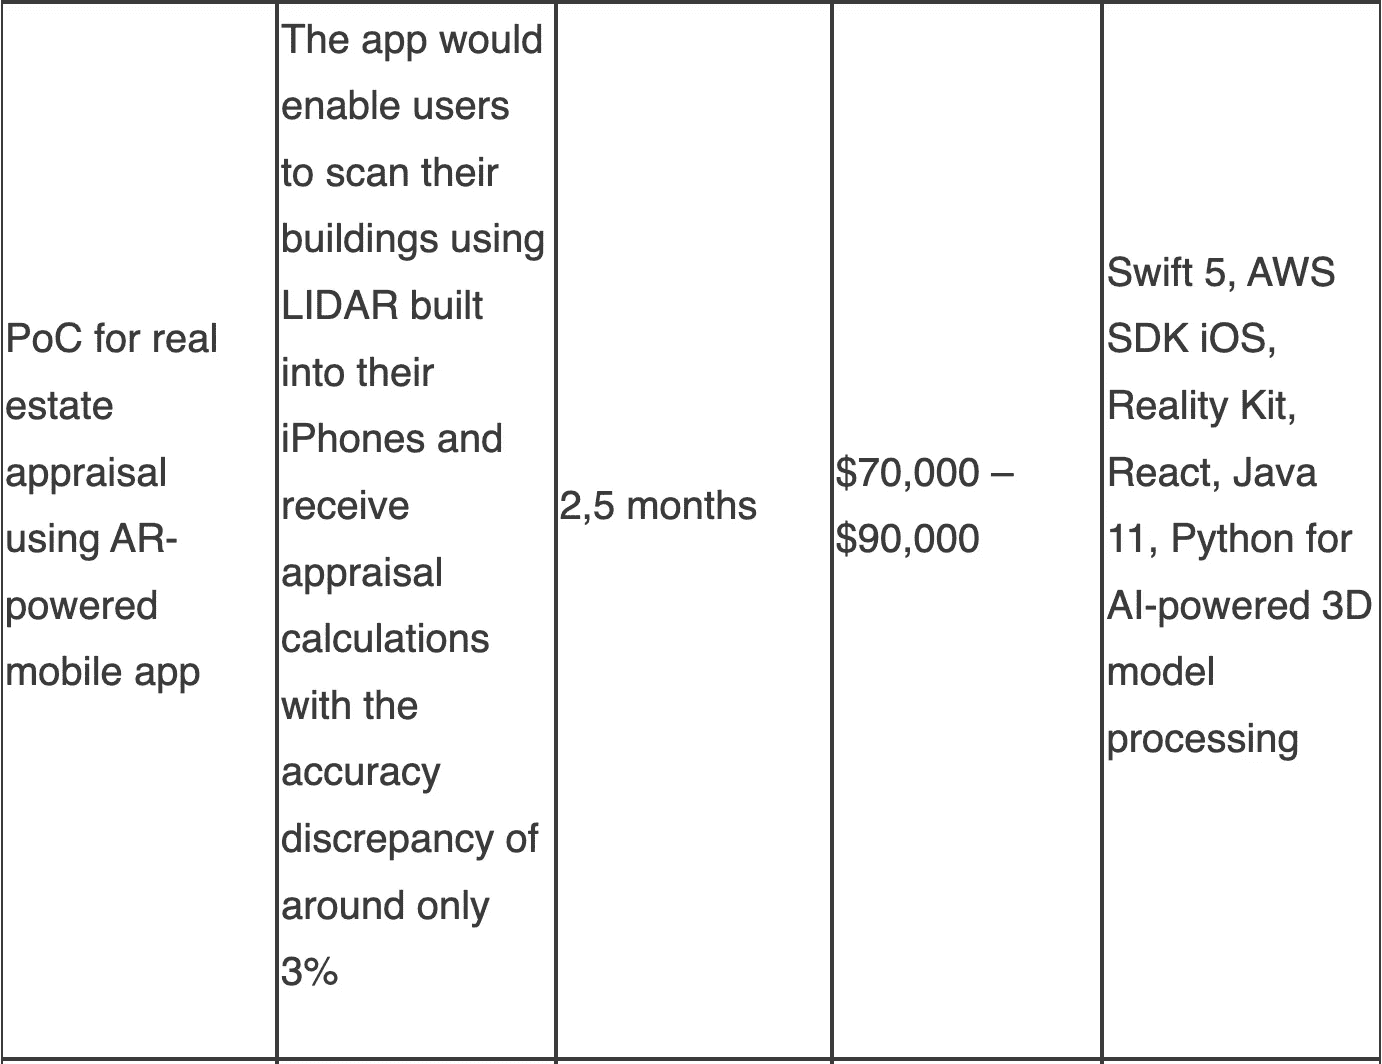 PoC for real
estate
appraisal
using AR-
powered
mobile app
The app would
enable users
to scan their
buildings using
LIDAR built
into their
iPhones and
receive
appraisal
calculations
with the
accuracy
discrepancy of
around only
3%
2,5 months
$70,000 –
$90,000
Swift 5, AWS
SDK iOS,
Reality Kit,
React, Java
11, Python for
AI-powered 3D
model
processing